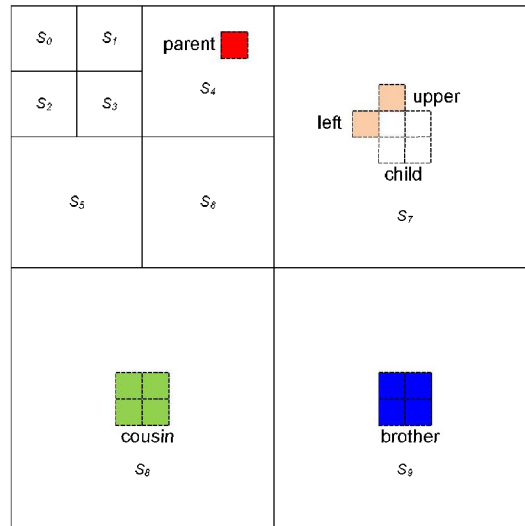 S0 S1
parent
S2 S3
S4
upper
left
child
S5
S6
S7
cousin
S8
brother
S9